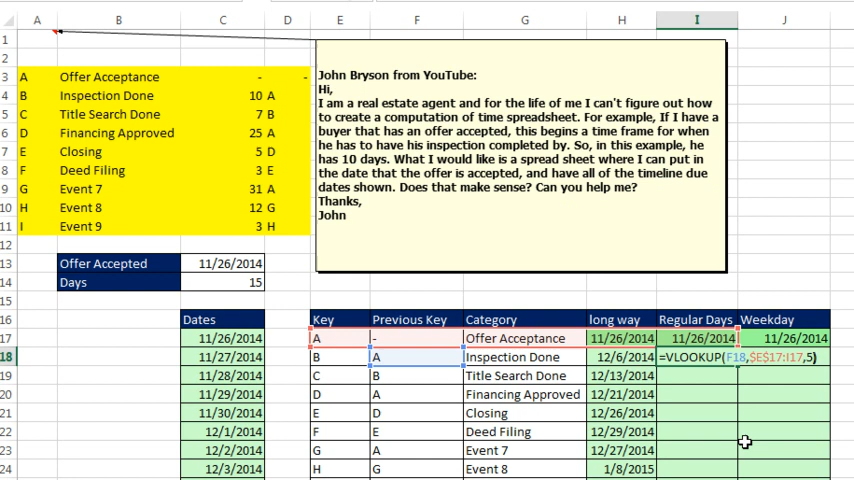 A B C D E F G H I J
1
2
3 A Offer Acceptance - -
4 B Inspection Done 10 A
5 C Title Search Done 7 B
6 D Financing Approved 25 A
7 E Closing 5 D
8 F Deed Filing 3 E
9 G Event 7 31 A
10 H Event 8 12 G
11 I Event 9 3 H
John Bryson from YouTube:
Hi,
I am a real estate agent and for the life of me I can't figure out how
to create a computation of time spreadsheet. For example, If I have a
buyer that has an offer accepted, this begins a time frame for when
he has to have his inspection completed by. So, in this example, he
has 10 days. What I would like is a spread sheet where I can put in
the date that the offer is accepted, and have all of the timeline due
dates shown. Does that make sense? Can you help me?
Thanks,
John
12
13 Offer Accepted 11/26/2014
14 Days 15
15
16 Dates Key Previous Key Category long way Regular Days Weekday
17 11/26/2014 A - Offer Acceptance 11/26/2014 11/26/2014 11/26/2014
18 11/27/2014 B A Inspection Done 12/6/2014 =VLOOKUP(F18,$E$17:I17,5)
19 11/28/2014 C B Title Search Done 12/13/2014
20 11/29/2014 D A Financing Approved 12/21/2014
21 11/30/2014 E D Closing 12/26/2014
22 12/1/2014 F E Deed Filing 12/29/2014
23 12/2/2014 G A Event 7 12/27/2014
24 12/3/2014 H G Event 8 1/8/2015